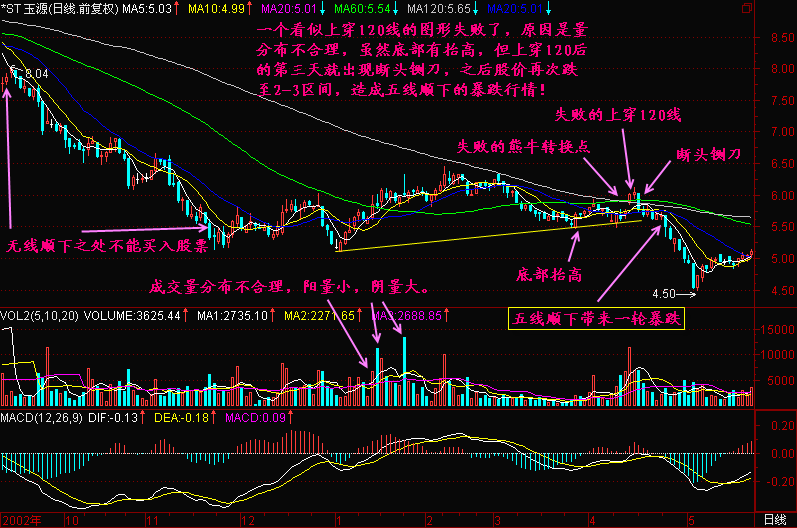 *ST玉源(日线.前复权) MA5:5.03↑ MA10:4.99↑ MA20:5.01↓ MA60:5.54↓ MA120:5.65↓ MA20:5.01↓
一个看似上穿120线的图形失败了，原因是量
分布不合理，虽然底部有抬高，但上穿120后
的第三天就出现断头铡刀，之后股价再次跌
至2-3区间，造成五线顺下的暴跌行情！
8.50
8.04
8.00
7.50
7.00
失败的上穿120线
失败的熊牛转换点
断头铡刀
6.50
6.00
5.50
无线顺下之处不能买入股票
底部抬高
5.00
成交量分布不合理，阳量小，阴量大。
4.50→
4.50
五线顺下带来一轮暴跌
VOL2(5,10,20) VOLUME:3625.44↑ MA1:2735.10↑ MA2:2271.65↑ MA3:2688.85↑
15000
10000
5000
MACD(12,26,9) DIF:-0.13↑ DEA:-0.18↑ MACD:0.09↑
0.20
0.00
-0.20
2002年 10 11 12 1 2 3 4 5 日线